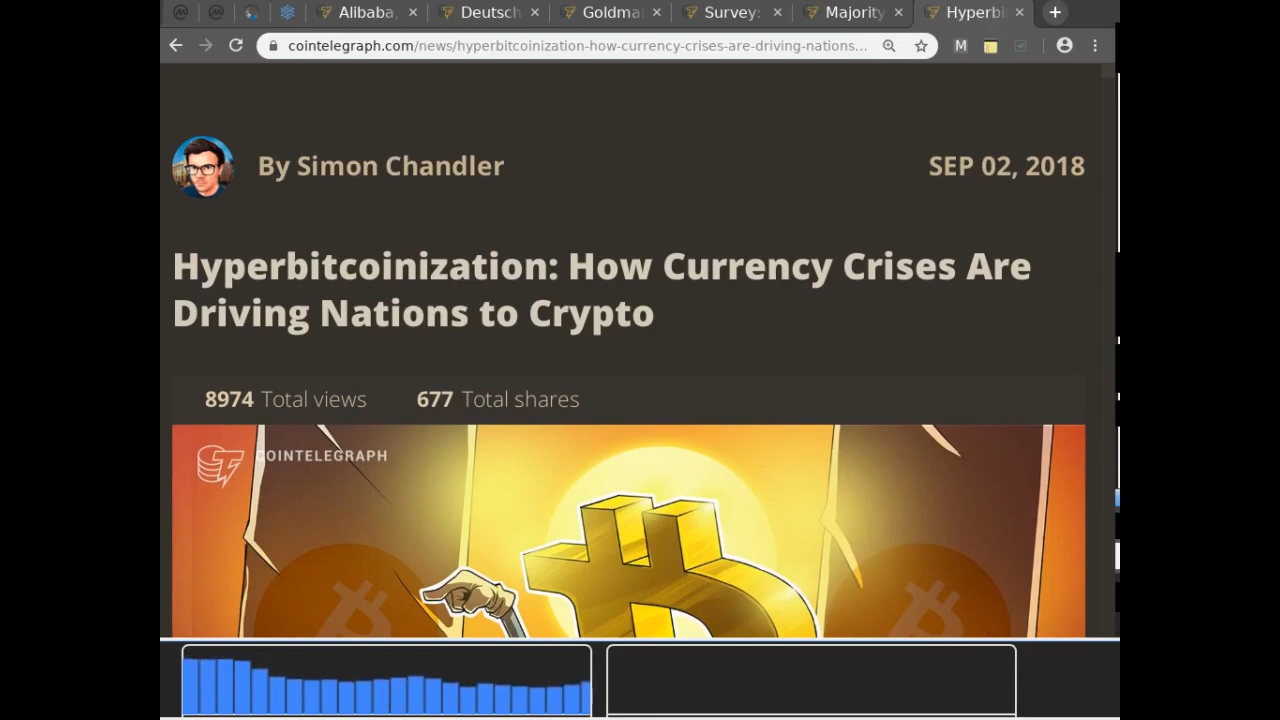 Alibaba, Deutsch Goldma Survey: Majority Hyperbi
cointelegraph.com/news/hyperbitcoinization-how-currency-crises-are-driving-nations...
M
By Simon Chandler
SEP 02, 2018
Hyperbitcoinization: How Currency Crises Are
Driving Nations to Crypto
8974 Total views 677 Total shares
COINTELEGRAPH